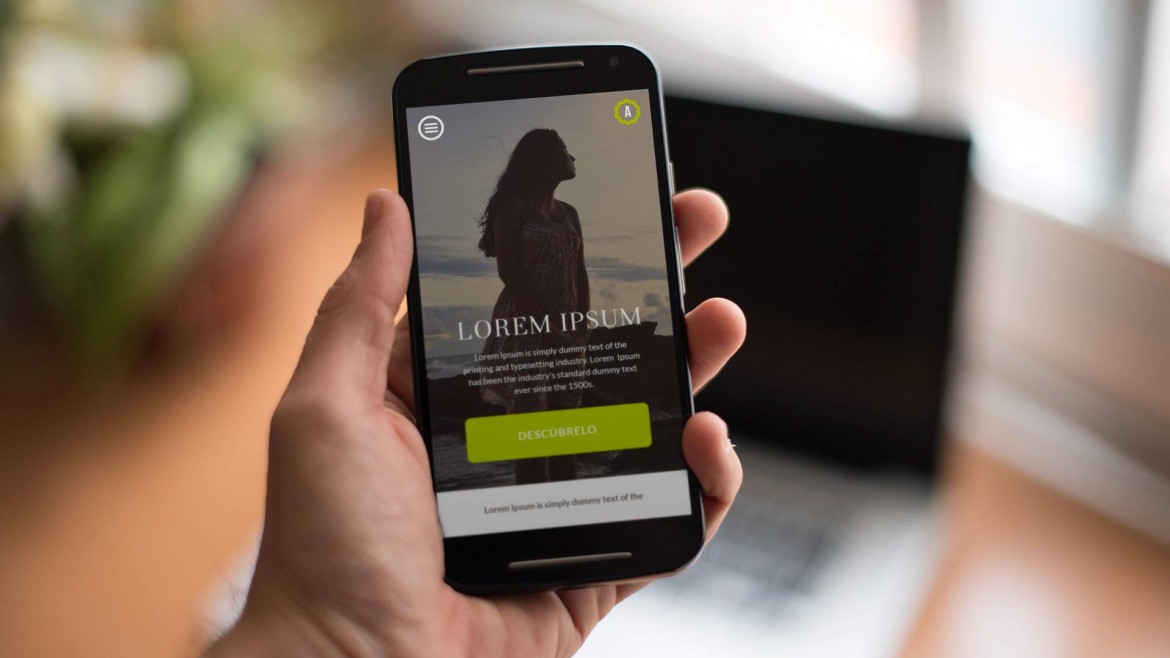 A
LOREM IPSUM
Lorem Ipsum is simply dummy text of the
printing and typesetting industry. Lorem Ipsum
has been the industry's standard dummy text
ever since the 1500s.
DESCÚBRELO
Lorem Ipsum is simply dummy text of the